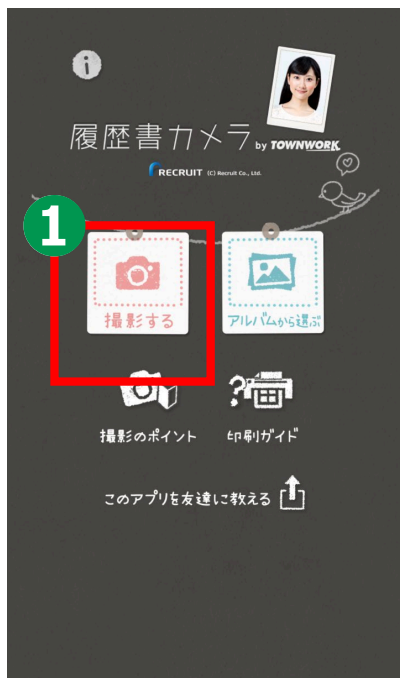 i
履歴書カメラ by TOWNWORK
RECRUIT (C) Recruit Co., Ltd.
1
撮影する
アルバムから選ぶ
撮影のポイント
?
印刷ガイド
このアプリを友達に教える